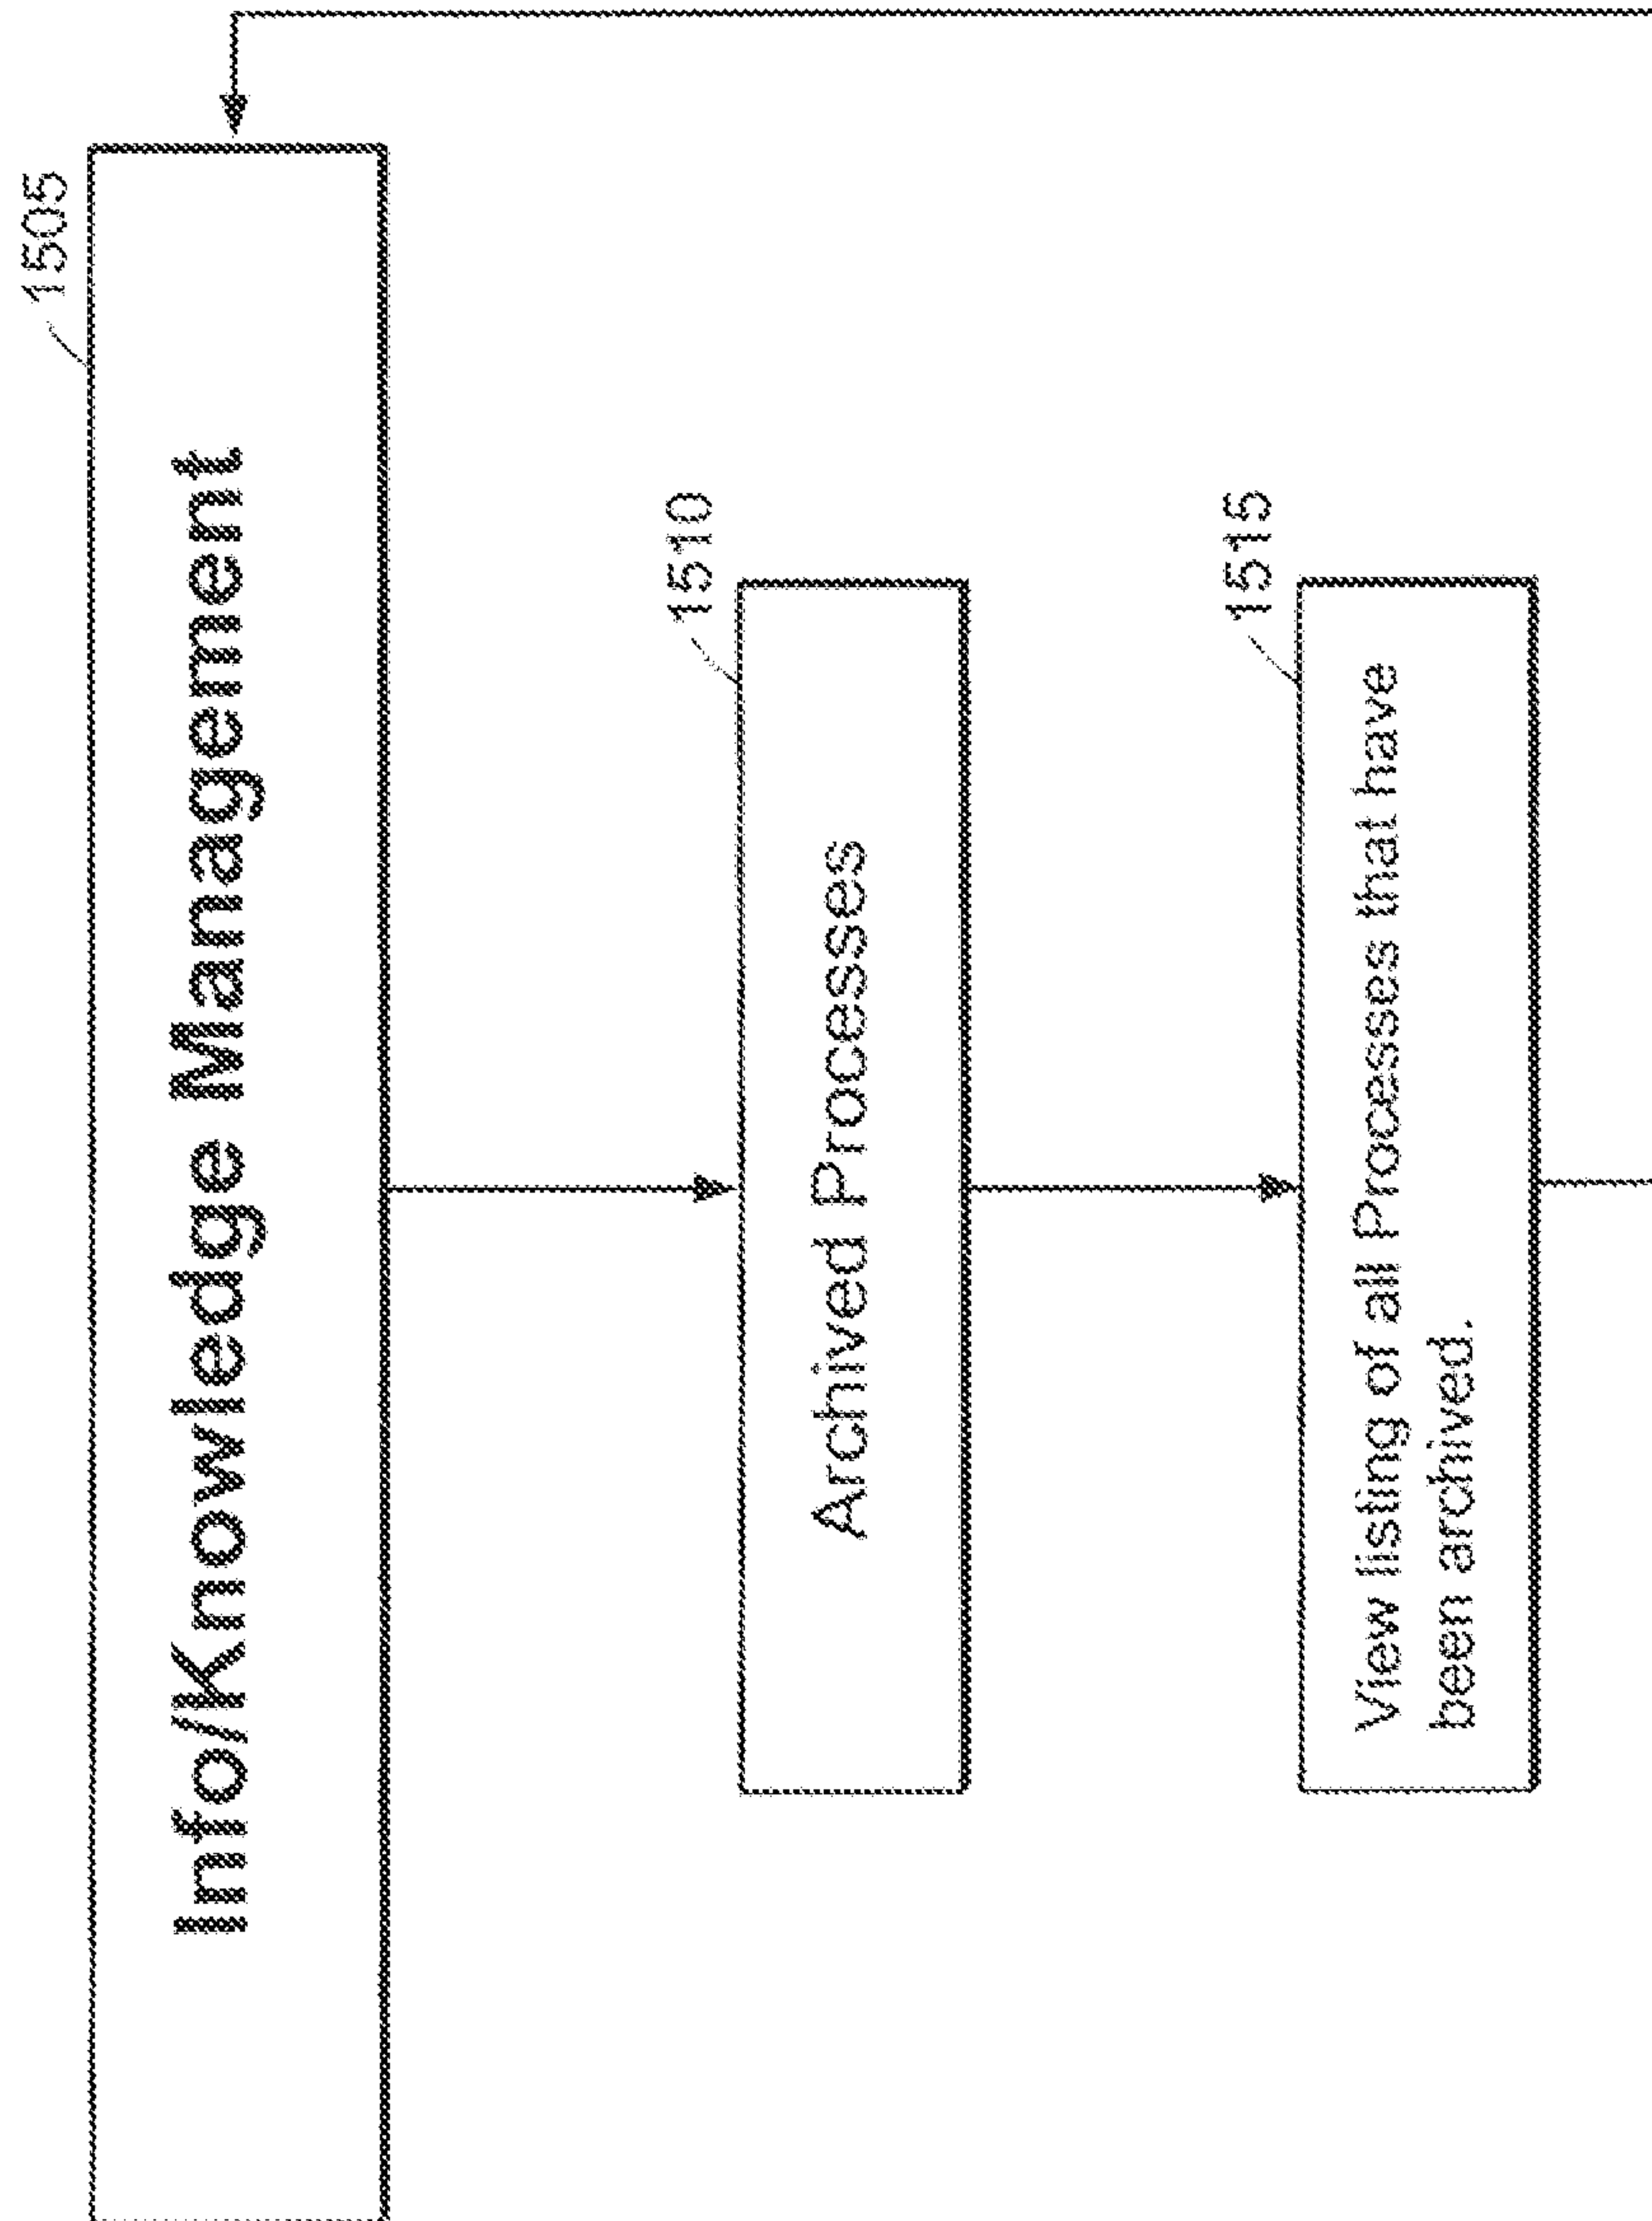 1505
Info/Knowledge Management
1510
Archived Processes
1515
View listing of all Processes that have
been archived.